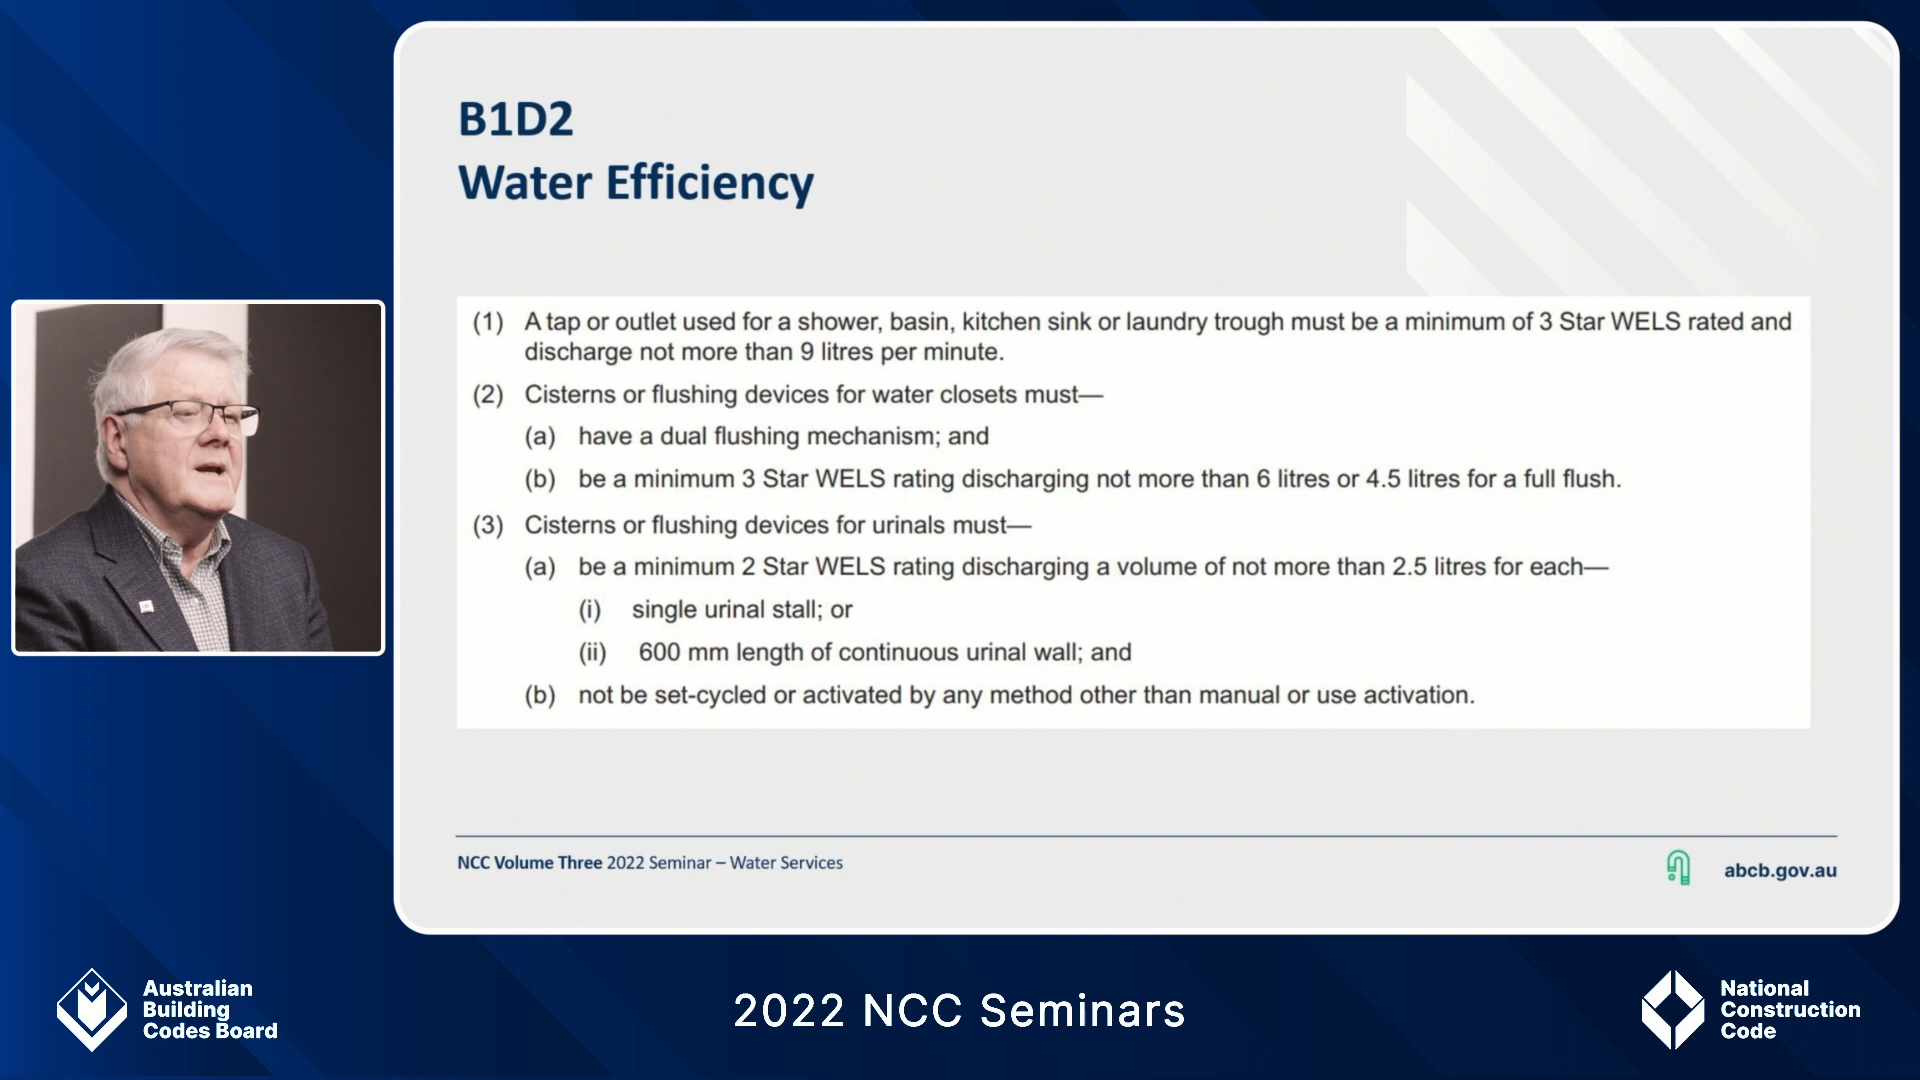 B1D2
Water Efficiency
(1) A tap or outlet used for a shower, basin, kitchen sink or laundry trough must be a minimum of 3 Star WELS rated and
discharge not more than 9 litres per minute.
(2) Cisterns or flushing devices for water closets must—
(a) have a dual flushing mechanism; and
(b) be a minimum 3 Star WELS rating discharging not more than 6 litres or 4.5 litres for a full flush.
(3) Cisterns or flushing devices for urinals must—
(a) be a minimum 2 Star WELS rating discharging a volume of not more than 2.5 litres for each—
(i) single urinal stall; or
(ii) 600 mm length of continuous urinal wall; and
(b) not be set-cycled or activated by any method other than manual or use activation.
NCC Volume Three 2022 Seminar – Water Services
abcb.gov.au
Australian
Building
Codes Board
2022 NCC Seminars
National
Construction
Code